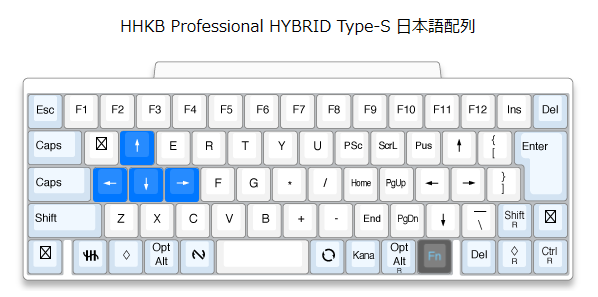 HHKB Professional HYBRID Type-S 日本語配列
Esc F1 F2 F3 F4 F5 F6 F7 F8 F9 F10 F11 F12 Ins Del
Caps ↑ E R T Y U PSc ScrL Pus ↑ { [ Enter
Caps ← ↓ → F G * / Home PgUp ← → } ]
Shift Z X C V B + - End PgDn ↓ _ \ Shift R
◊ Opt Alt Kana Opt Alt R Fn Del ◊ R Ctrl R